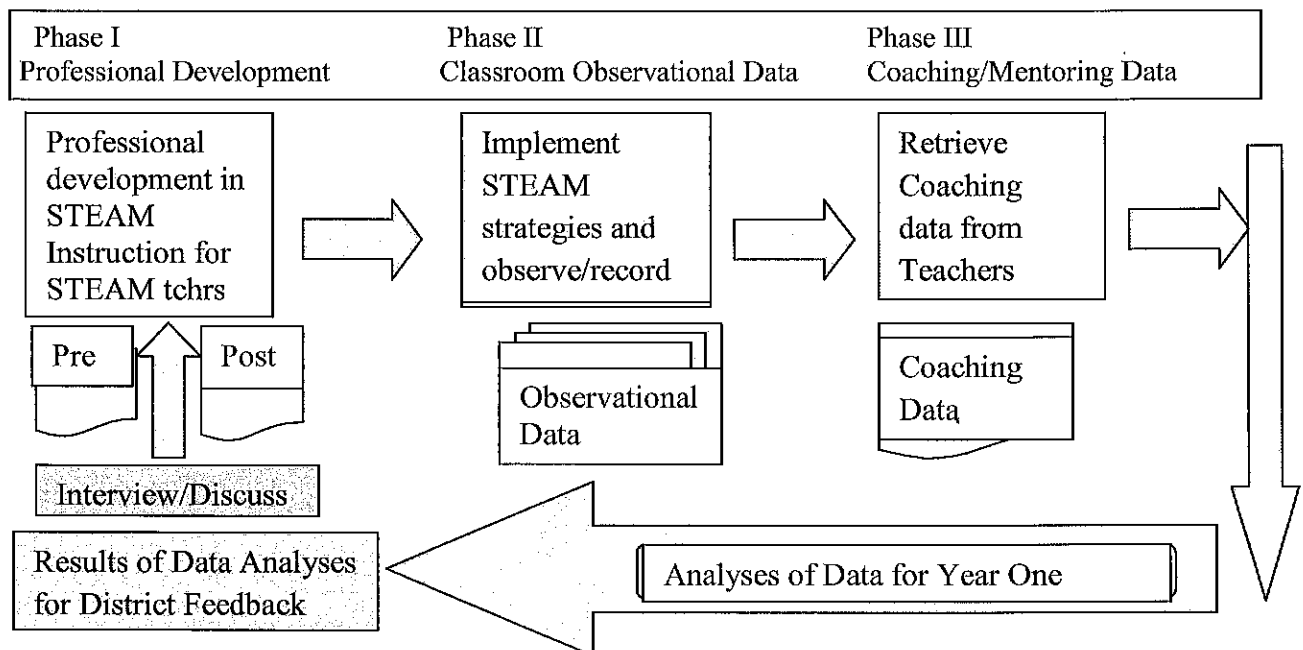 Phase I
Professional Development
Phase II
Classroom Observational Data
Phase III
Coaching/Mentoring Data
Professional
development in
STEAM
Instruction for
STEAM tchrs
Implement
STEAM
strategies and
observe/record
Retrieve
Coaching
data from
Teachers
Pre
Post
Observational
Data
Coaching
Data
Interview/Discuss
Results of Data Analyses
for District Feedback
Analyses of Data for Year One